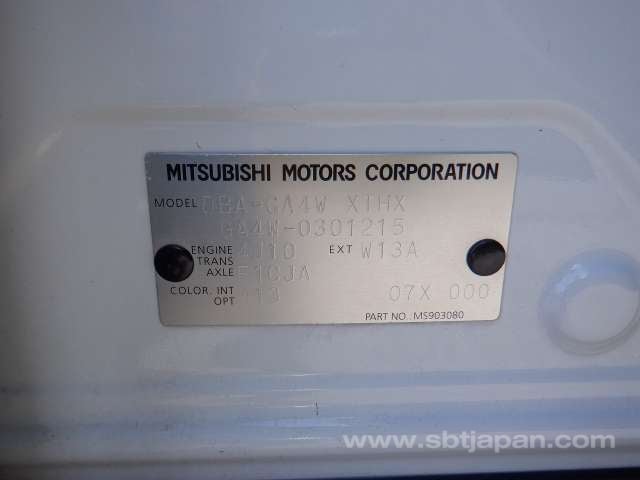 MITSUBISHI MOTORS CORPORATION
MODEL DBA-GA4W XTHX
GA4W-0301215
ENGINE 4J10 EXT W13A
TRANS AXLE F1CJA
COLOR. INT OPT 07X 000
PART NO. MS903080
www.sbtjapan.com